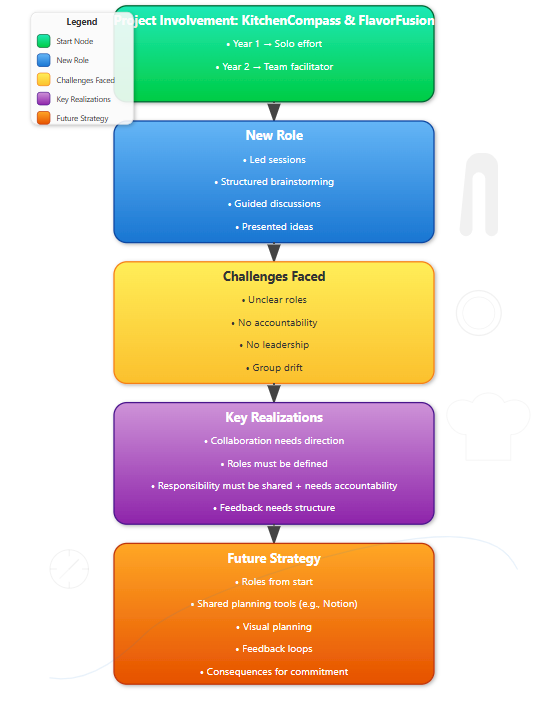 Legend
Start Node
New Role
Challenges Faced
Key Realizations
Future Strategy
Project Involvement: KitchenCompass & FlavorFusion
• Year 1 → Solo effort
• Year 2 → Team facilitator
New Role
• Led sessions
• Structured brainstorming
• Guided discussions
• Presented ideas
Challenges Faced
• Unclear roles
• No accountability
• No leadership
• Group drift
Key Realizations
• Collaboration needs direction
• Roles must be defined
• Responsibility must be shared + needs accountability
• Feedback needs structure
Future Strategy
• Roles from start
• Shared planning tools (e.g., Notion)
• Visual planning
• Feedback loops
• Consequences for commitment